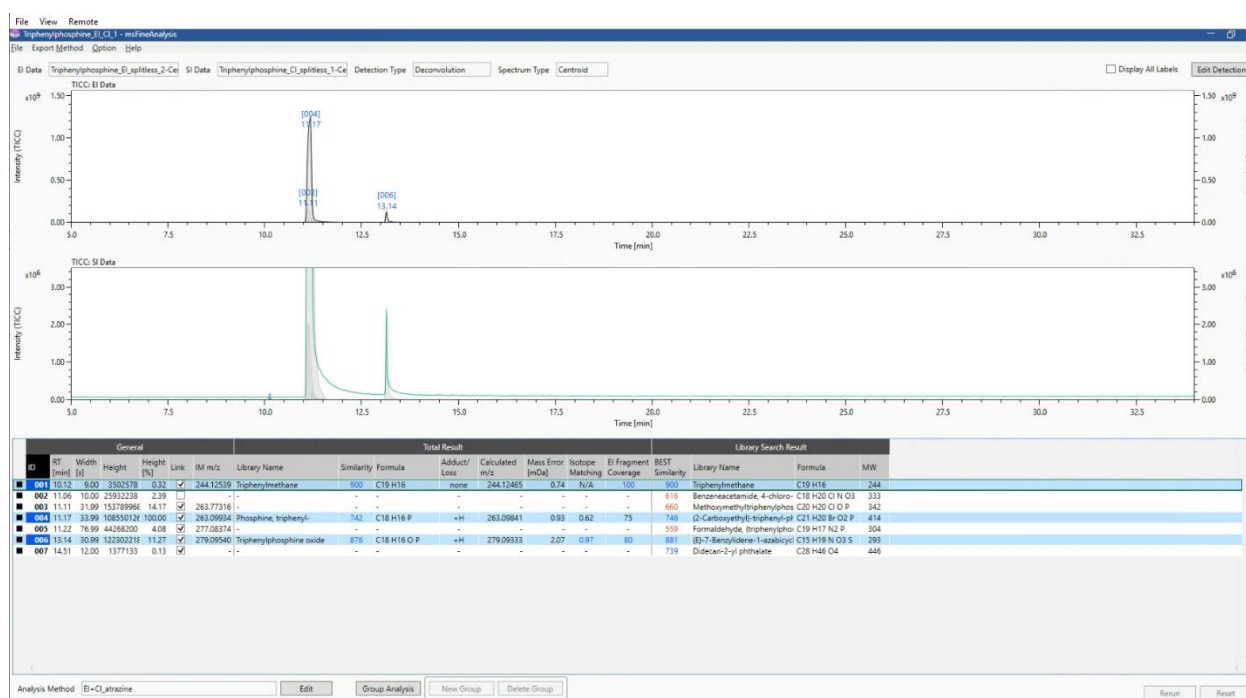 File View Remote
Triphenylphosphine_EI_CI_1 - msFineAnalysis
File Export Method Option Help
EI Data Triphenylphosphine_EI_splitless_2-Ce SI Data Triphenylphosphine_CI_splitless_1-Ce Detection Type Deconvolution Spectrum Type Centroid Display All Labels Edit Detection
TICC: EI Data
x10⁹ 1.50 1.50 x10⁹
[004]
11.17
1.00 1.00
Intensity (TICC)
0.50 0.50
[003] [006]
11.11 13.14
0.00 0.00
5.0 7.5 10.0 12.5 15.0 17.5 20.0 22.5 25.0 27.5 30.0 32.5
Time [min]
TICC: SI Data
x10⁶ x10⁶
3.00 3.00
2.00 2.00
Intensity (TICC)
1.00 1.00
0.00 0.00
5.0 7.5 10.0 12.5 15.0 17.5 20.0 22.5 25.0 27.5 30.0 32.5
Time [min]
General Total Result Library Search Result
ID RT [min] Width [s] Height Height [%] Link IM m/z Library Name Similarity Formula Adduct/ Loss Calculated m/z Mass Error [mDa] Isotope Matching EI Fragment Coverage BEST Similarity Library Name Formula MW
001 10.12 9.00 3502578 0.32 244.12539 Triphenylmethane 900 C19 H16 none 244.12465 0.74 N/A 100 900 Triphenylmethane C19 H16 244
002 11.06 10.00 25932238 2.39 - - - - - - - - - 616 Benzeneacetamide, 4-chloro- C18 H20 Cl N O3 333
003 11.11 31.99 153789968 14.17 263.77316 - - - - - - - - 660 Methoxymethyltriphenylphos C20 H20 Cl O P 342
004 11.17 33.99 108550126 100.00 263.09934 Phosphine, triphenyl- 742 C18 H16 P +H 263.09841 0.93 0.62 75 746 (2-Carboxyethyl)-triphenyl-ph C21 H20 Br O2 P 414
005 11.22 76.99 44268200 4.08 277.08374 - - - - - - - - 559 Formaldehyde, (triphenylphos C19 H17 N2 P 304
006 13.14 30.99 122302218 11.27 279.09540 Triphenylphosphine oxide 876 C18 H16 O P +H 279.09333 2.07 0.97 80 881 (E)-7-Benzylidene-1-azabicycl C15 H19 N O3 S 293
007 14.51 12.00 1377133 0.13 - - - - - - - - - 739 Didecan-2-yl phthalate C28 H46 O4 446
Analysis Method EI+CI_atrazine Edit Group Analysis New Group Delete Group Rerun Reset